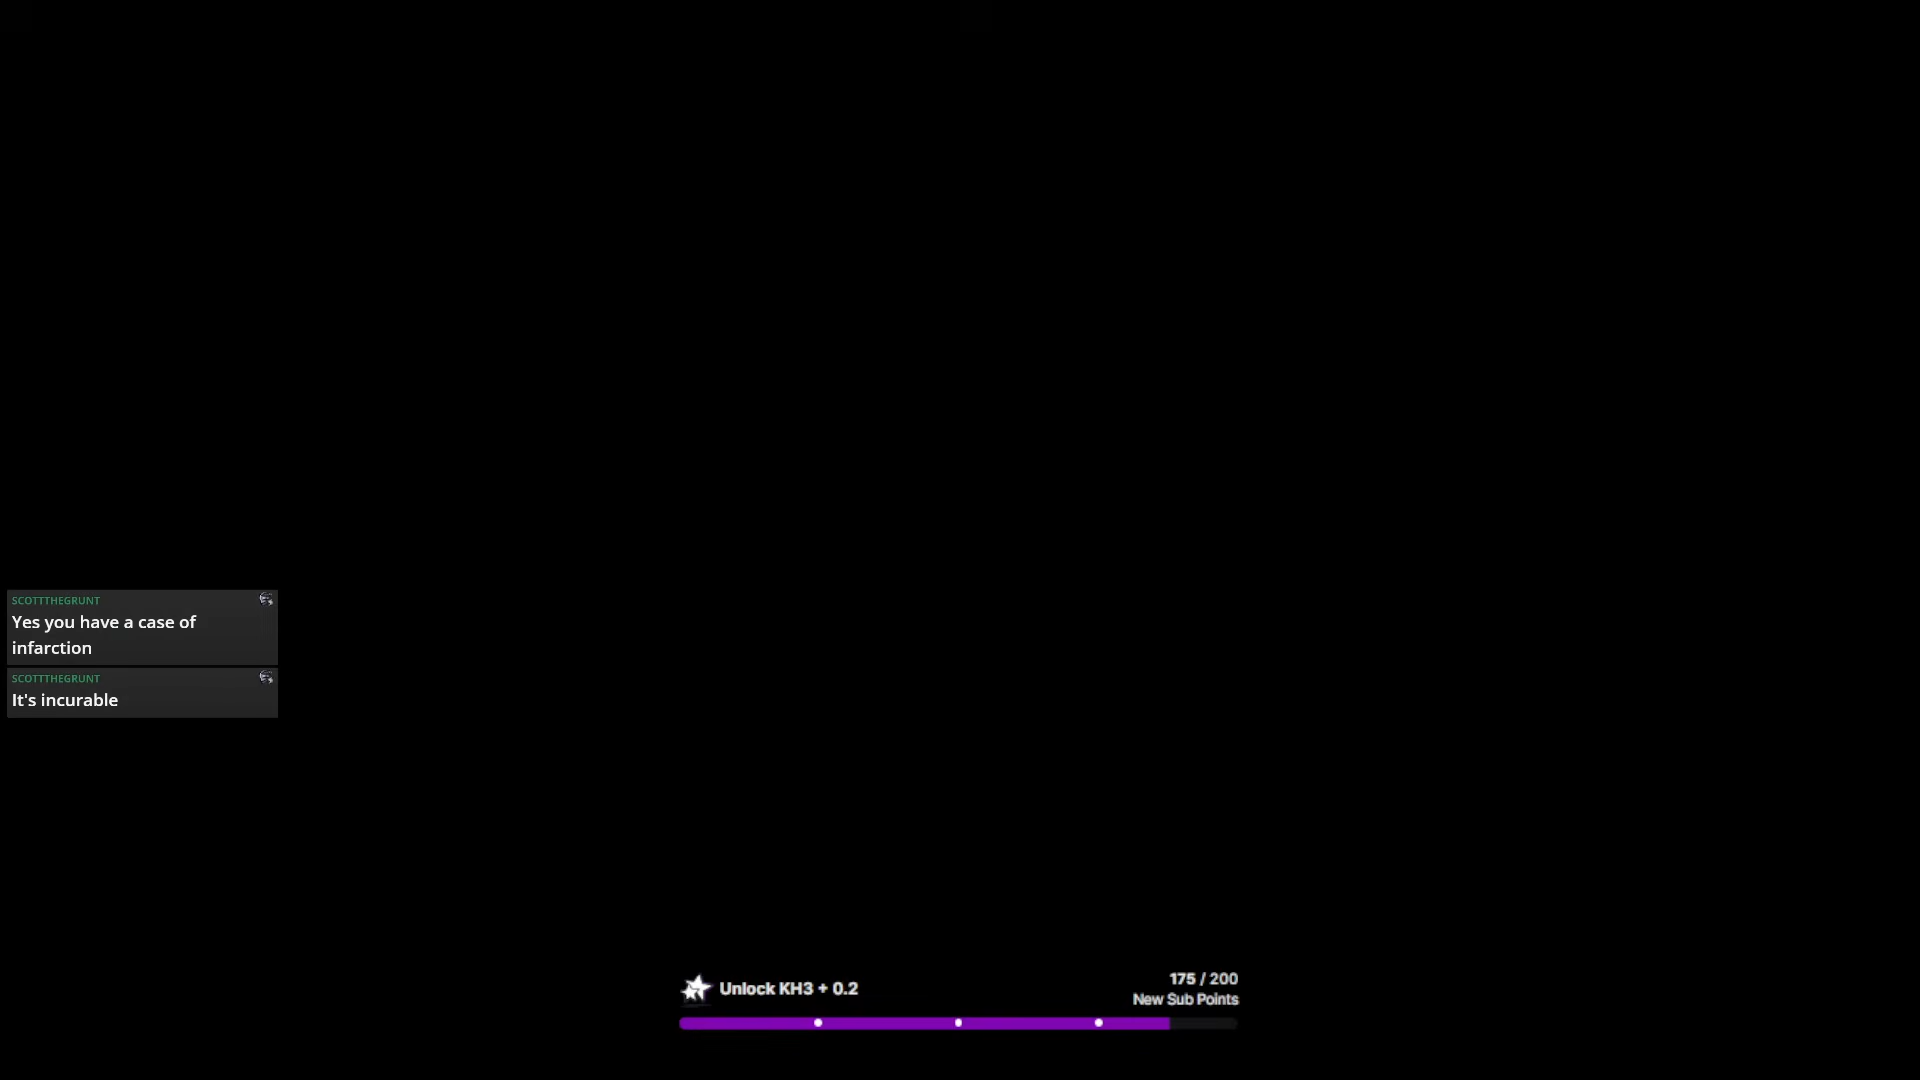 SCOTTTHEGRUNT
Yes you have a case of
infarction
SCOTTTHEGRUNT
It's incurable
Unlock KH3 + 0.2
175 / 200
New Sub Points